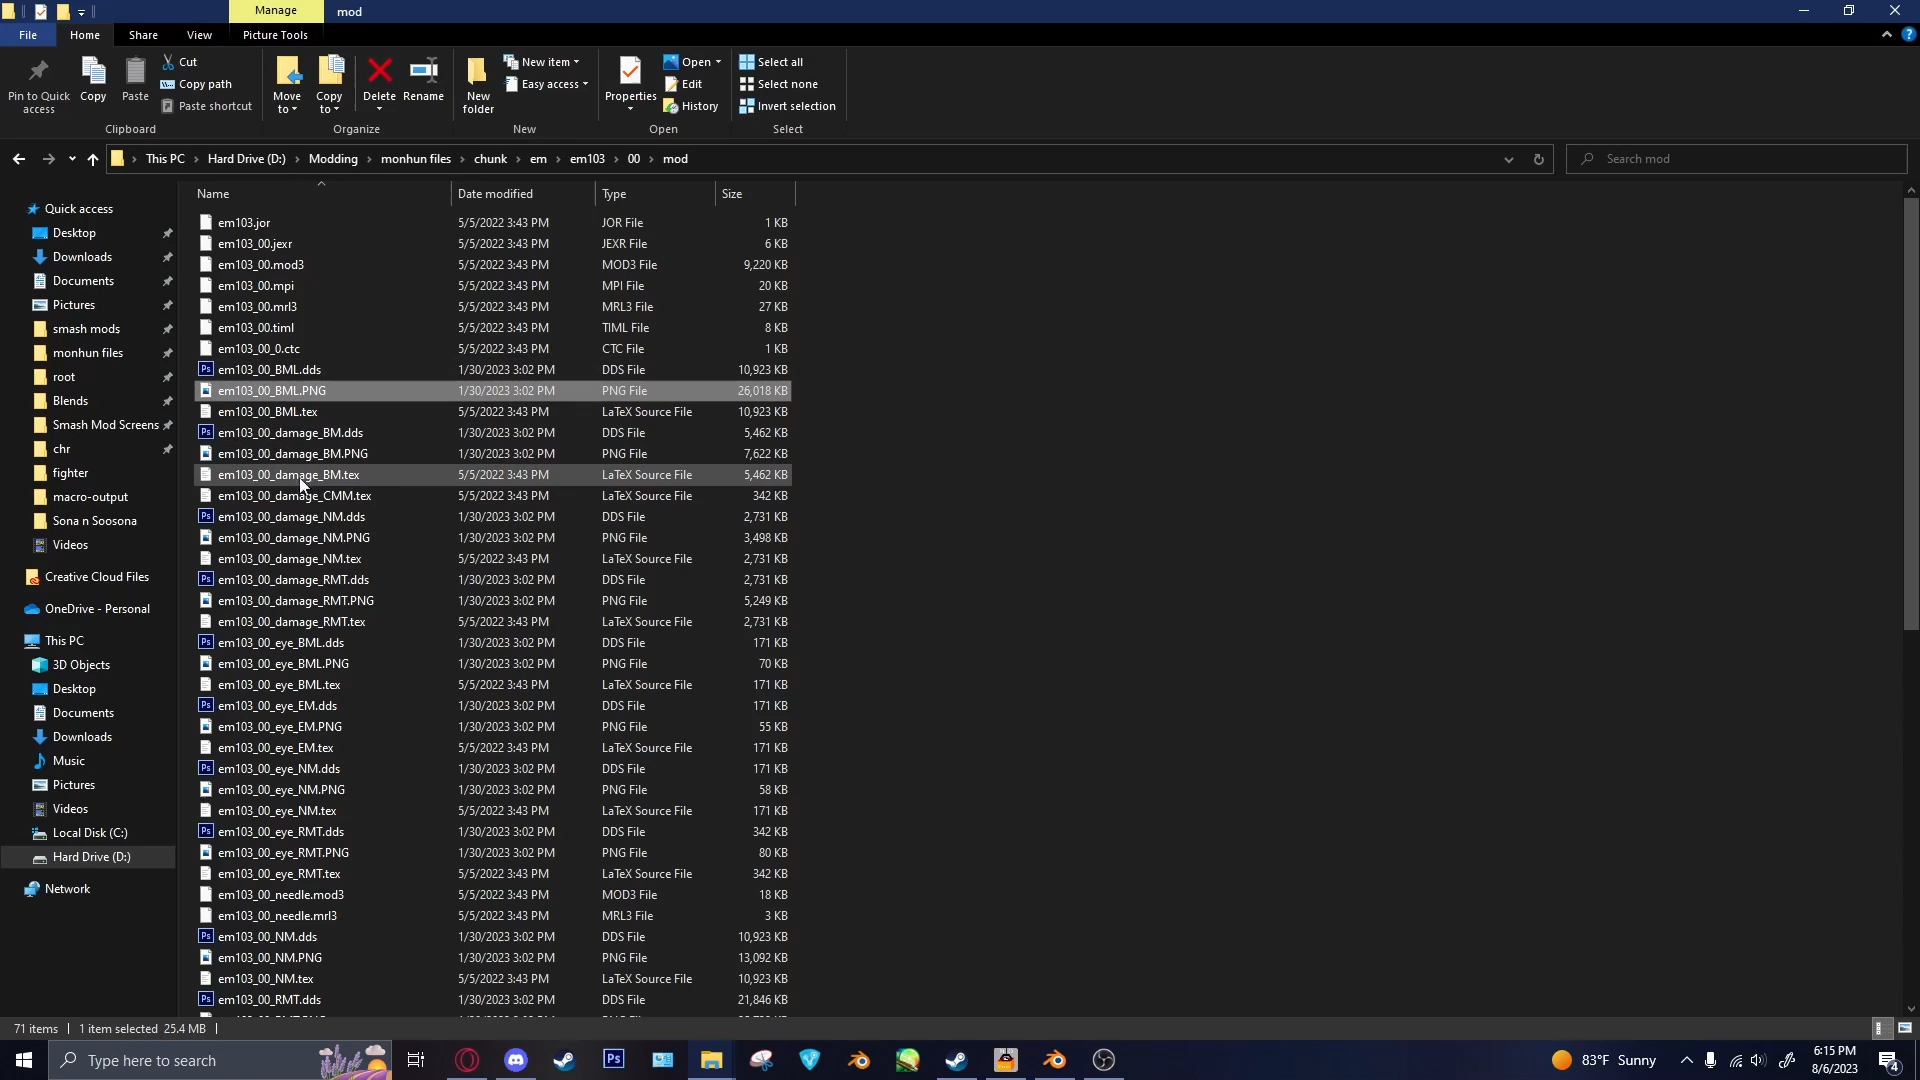 Manage
mod
File
Home
Share
View
Picture Tools
Pin to Quick access
Copy
Paste
Cut
Copy path
Paste shortcut
Clipboard
Move to
Copy to
Delete
Rename
Organize
New folder
New item
Easy access
New
Properties
Open
Edit
History
Open
Select all
Select none
Invert selection
Select
This PC > Hard Drive (D:) > Modding > monhun files > chunk > em > em103 > 00 > mod
Search mod
Quick access
Desktop
Downloads
Documents
Pictures
smash mods
monhun files
root
Blends
Smash Mod Screens
chr
fighter
macro-output
Sona n Soosona
Videos
Creative Cloud Files
OneDrive - Personal
This PC
3D Objects
Desktop
Documents
Downloads
Music
Pictures
Videos
Local Disk (C:)
Hard Drive (D:)
Network
Name Date modified Type Size
em103.jor 5/5/2022 3:43 PM JOR File 1 KB
em103_00.jexr 5/5/2022 3:43 PM JEXR File 6 KB
em103_00.mod3 5/5/2022 3:43 PM MOD3 File 9,220 KB
em103_00.mpi 5/5/2022 3:43 PM MPI File 20 KB
em103_00.mrl3 5/5/2022 3:43 PM MRL3 File 27 KB
em103_00.timl 5/5/2022 3:43 PM TIML File 8 KB
em103_00_0.ctc 5/5/2022 3:43 PM CTC File 1 KB
em103_00_BML.dds 1/30/2023 3:02 PM DDS File 10,923 KB
em103_00_BML.PNG 1/30/2023 3:02 PM PNG File 26,018 KB
em103_00_BML.tex 5/5/2022 3:43 PM LaTeX Source File 10,923 KB
em103_00_damage_BM.dds 1/30/2023 3:02 PM DDS File 5,462 KB
em103_00_damage_BM.PNG 1/30/2023 3:02 PM PNG File 7,622 KB
em103_00_damage_BM.tex 5/5/2022 3:43 PM LaTeX Source File 5,462 KB
em103_00_damage_CMM.tex 5/5/2022 3:43 PM LaTeX Source File 342 KB
em103_00_damage_NM.dds 1/30/2023 3:02 PM DDS File 2,731 KB
em103_00_damage_NM.PNG 1/30/2023 3:02 PM PNG File 3,498 KB
em103_00_damage_NM.tex 5/5/2022 3:43 PM LaTeX Source File 2,731 KB
em103_00_damage_RMT.dds 1/30/2023 3:02 PM DDS File 2,731 KB
em103_00_damage_RMT.PNG 1/30/2023 3:02 PM PNG File 5,249 KB
em103_00_damage_RMT.tex 5/5/2022 3:43 PM LaTeX Source File 2,731 KB
em103_00_eye_BML.dds 1/30/2023 3:02 PM DDS File 171 KB
em103_00_eye_BML.PNG 1/30/2023 3:02 PM PNG File 70 KB
em103_00_eye_BML.tex 5/5/2022 3:43 PM LaTeX Source File 171 KB
em103_00_eye_EM.dds 1/30/2023 3:02 PM DDS File 171 KB
em103_00_eye_EM.PNG 1/30/2023 3:02 PM PNG File 55 KB
em103_00_eye_EM.tex 5/5/2022 3:43 PM LaTeX Source File 171 KB
em103_00_eye_NM.dds 1/30/2023 3:02 PM DDS File 171 KB
em103_00_eye_NM.PNG 1/30/2023 3:02 PM PNG File 58 KB
em103_00_eye_NM.tex 5/5/2022 3:43 PM LaTeX Source File 171 KB
em103_00_eye_RMT.dds 1/30/2023 3:02 PM DDS File 342 KB
em103_00_eye_RMT.PNG 1/30/2023 3:02 PM PNG File 80 KB
em103_00_eye_RMT.tex 5/5/2022 3:43 PM LaTeX Source File 342 KB
em103_00_needle.mod3 5/5/2022 3:43 PM MOD3 File 18 KB
em103_00_needle.mrl3 5/5/2022 3:43 PM MRL3 File 3 KB
em103_00_NM.dds 1/30/2023 3:02 PM DDS File 10,923 KB
em103_00_NM.PNG 1/30/2023 3:02 PM PNG File 13,092 KB
em103_00_NM.tex 5/5/2022 3:43 PM LaTeX Source File 10,923 KB
em103_00_RMT.dds 1/30/2023 3:02 PM DDS File 21,846 KB
71 items | 1 item selected 25.4 MB |
Type here to search
Ps
83°F Sunny
6:15 PM
8/6/2023
4